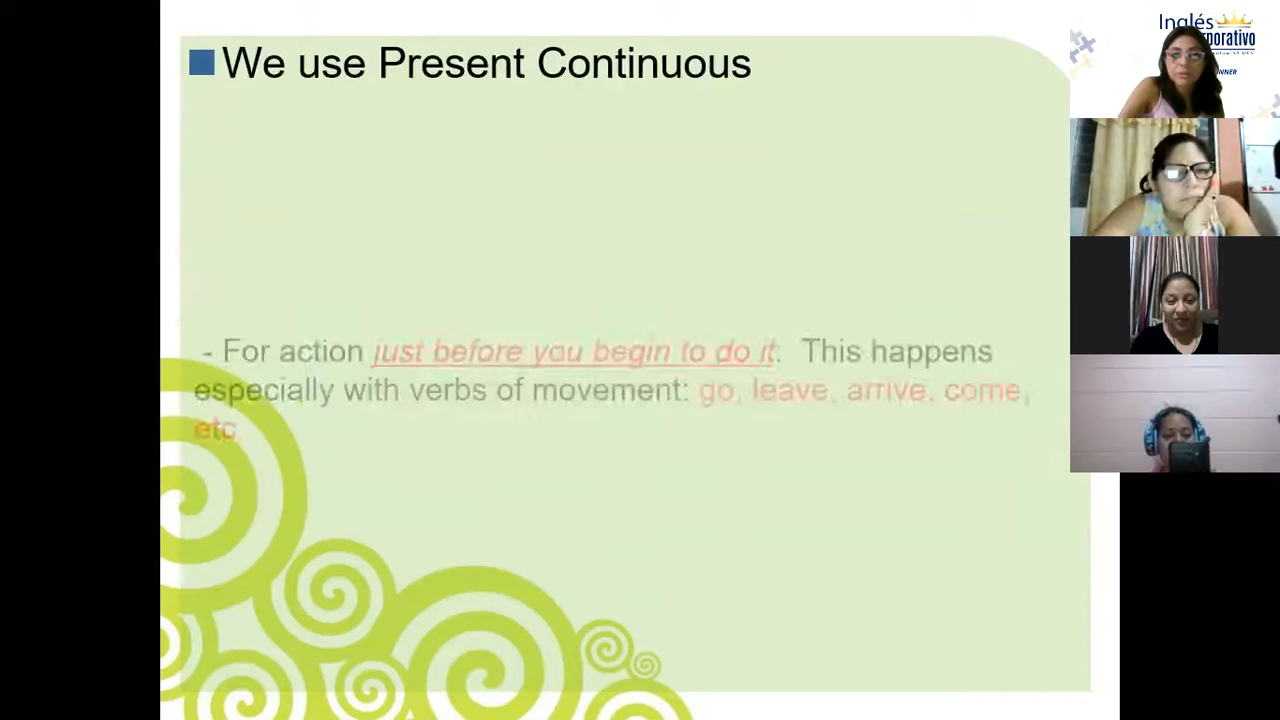 We use Present Continuous
- For action just before you begin to do it. This happens
especially with verbs of movement: go, leave, arrive, come,
etc.
Inglés